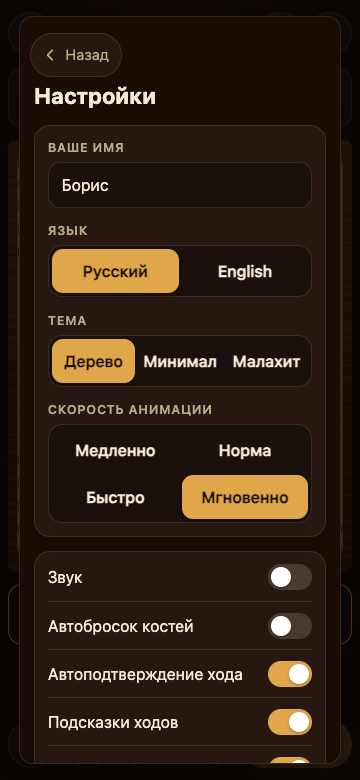 Назад
Настройки
ВАШЕ ИМЯ
Борис
ЯЗЫК
Русский English
ТЕМА
Дерево Минимал Малахит
СКОРОСТЬ АНИМАЦИИ
Медленно Норма
Быстро Мгновенно
Звук
Автобросок костей
Автоподтверждение хода
Подсказки ходов